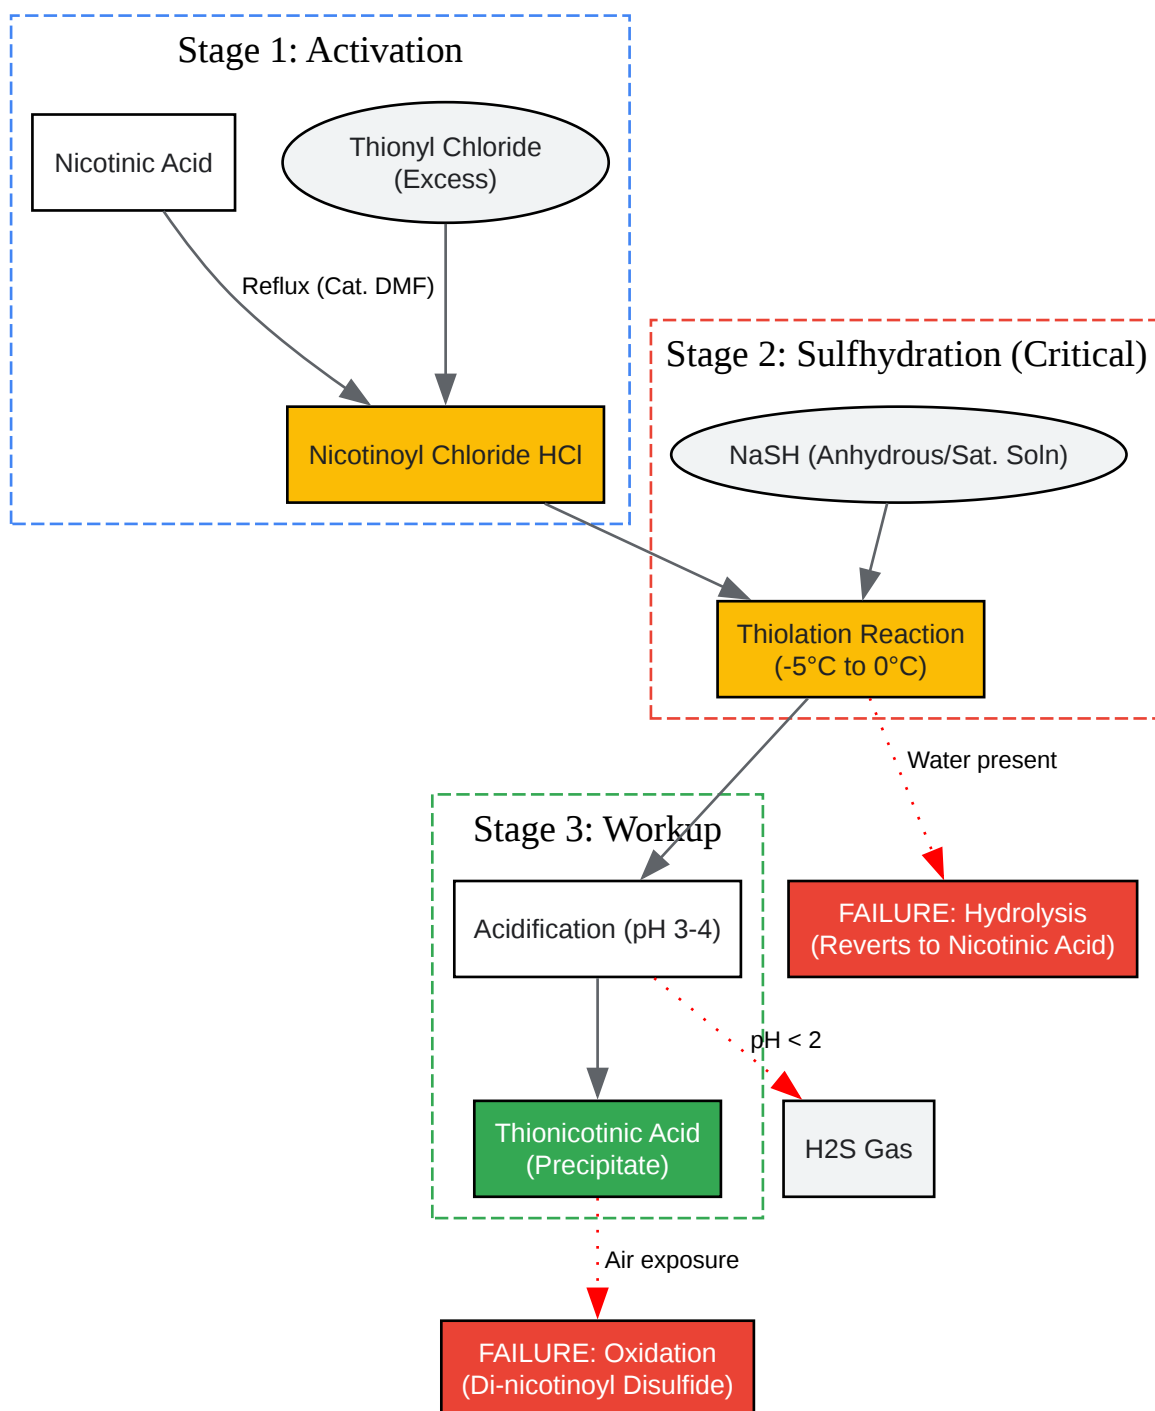 Stage 1: Activation
Nicotinic Acid
Thionyl Chloride
(Excess)
Reflux (Cat. DMF)
Nicotinoyl Chloride HCl
Stage 2: Sulfhydration (Critical)
NaSH (Anhydrous/Sat. Soln)
Thiolation Reaction
(-5°C to 0°C)
Water present
Stage 3: Workup
Acidification (pH 3-4)
FAILURE: Hydrolysis
(Reverts to Nicotinic Acid)
pH < 2
Thionicotinic Acid
(Precipitate)
H2S Gas
Air exposure
FAILURE: Oxidation
(Di-nicotinoyl Disulfide)